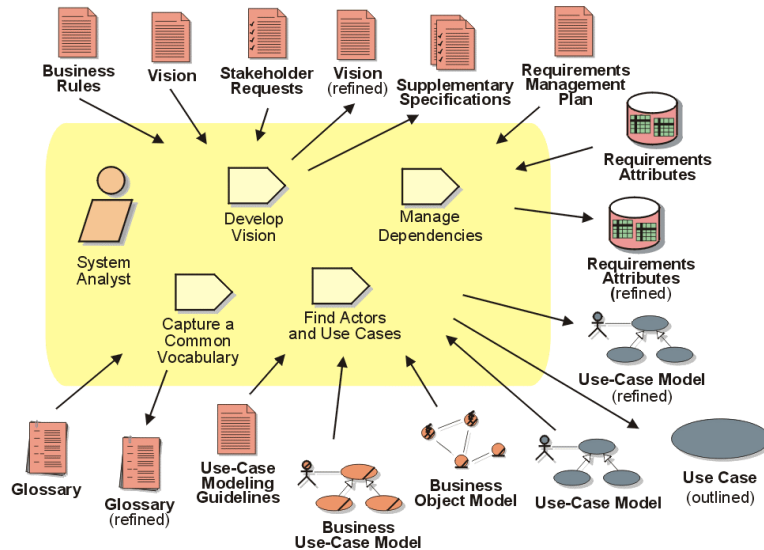 Business
Rules
Vision
Stakeholder
Requests
Vision
(refined)
Supplementary
Specifications
Requirements
Management
Plan
Requirements
Attributes
System
Analyst
Develop
Vision
Manage
Dependencies
Requirements
Attributes
(refined)
Capture a
Common
Vocabulary
Find Actors
and Use Cases
Use-Case Model
(refined)
Glossary
Glossary
(refined)
Use-Case
Modeling
Guidelines
Business
Use-Case Model
Business
Object Model
Use-Case Model
Use Case
(outlined)